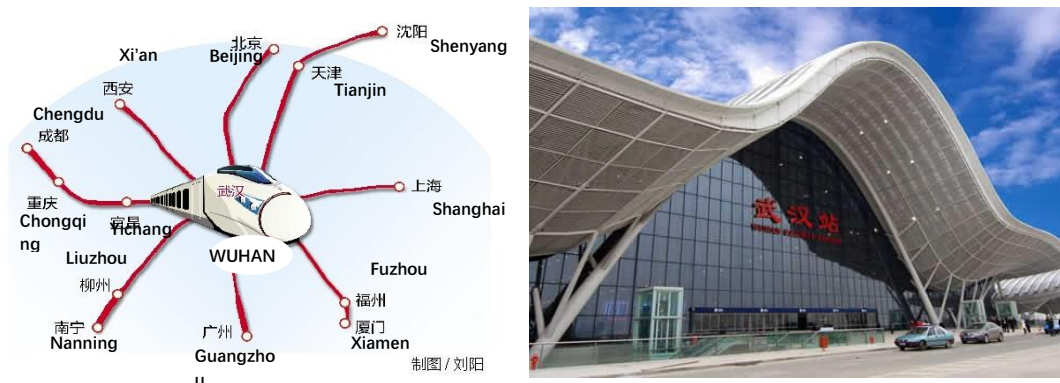 沈阳
Shenyang
北京
Beijing
Xi'an
天津
Tianjin
西安
Chengdu
成都
武汉
上海
Shanghai
重庆
Chongqi
ng
宜昌
Yichang
WUHAN
Liuzhou
Fuzhou
柳州
福州
南宁
Nanning
广州
Guangzho
u
厦门
Xiamen
制图/刘阳
武汉站